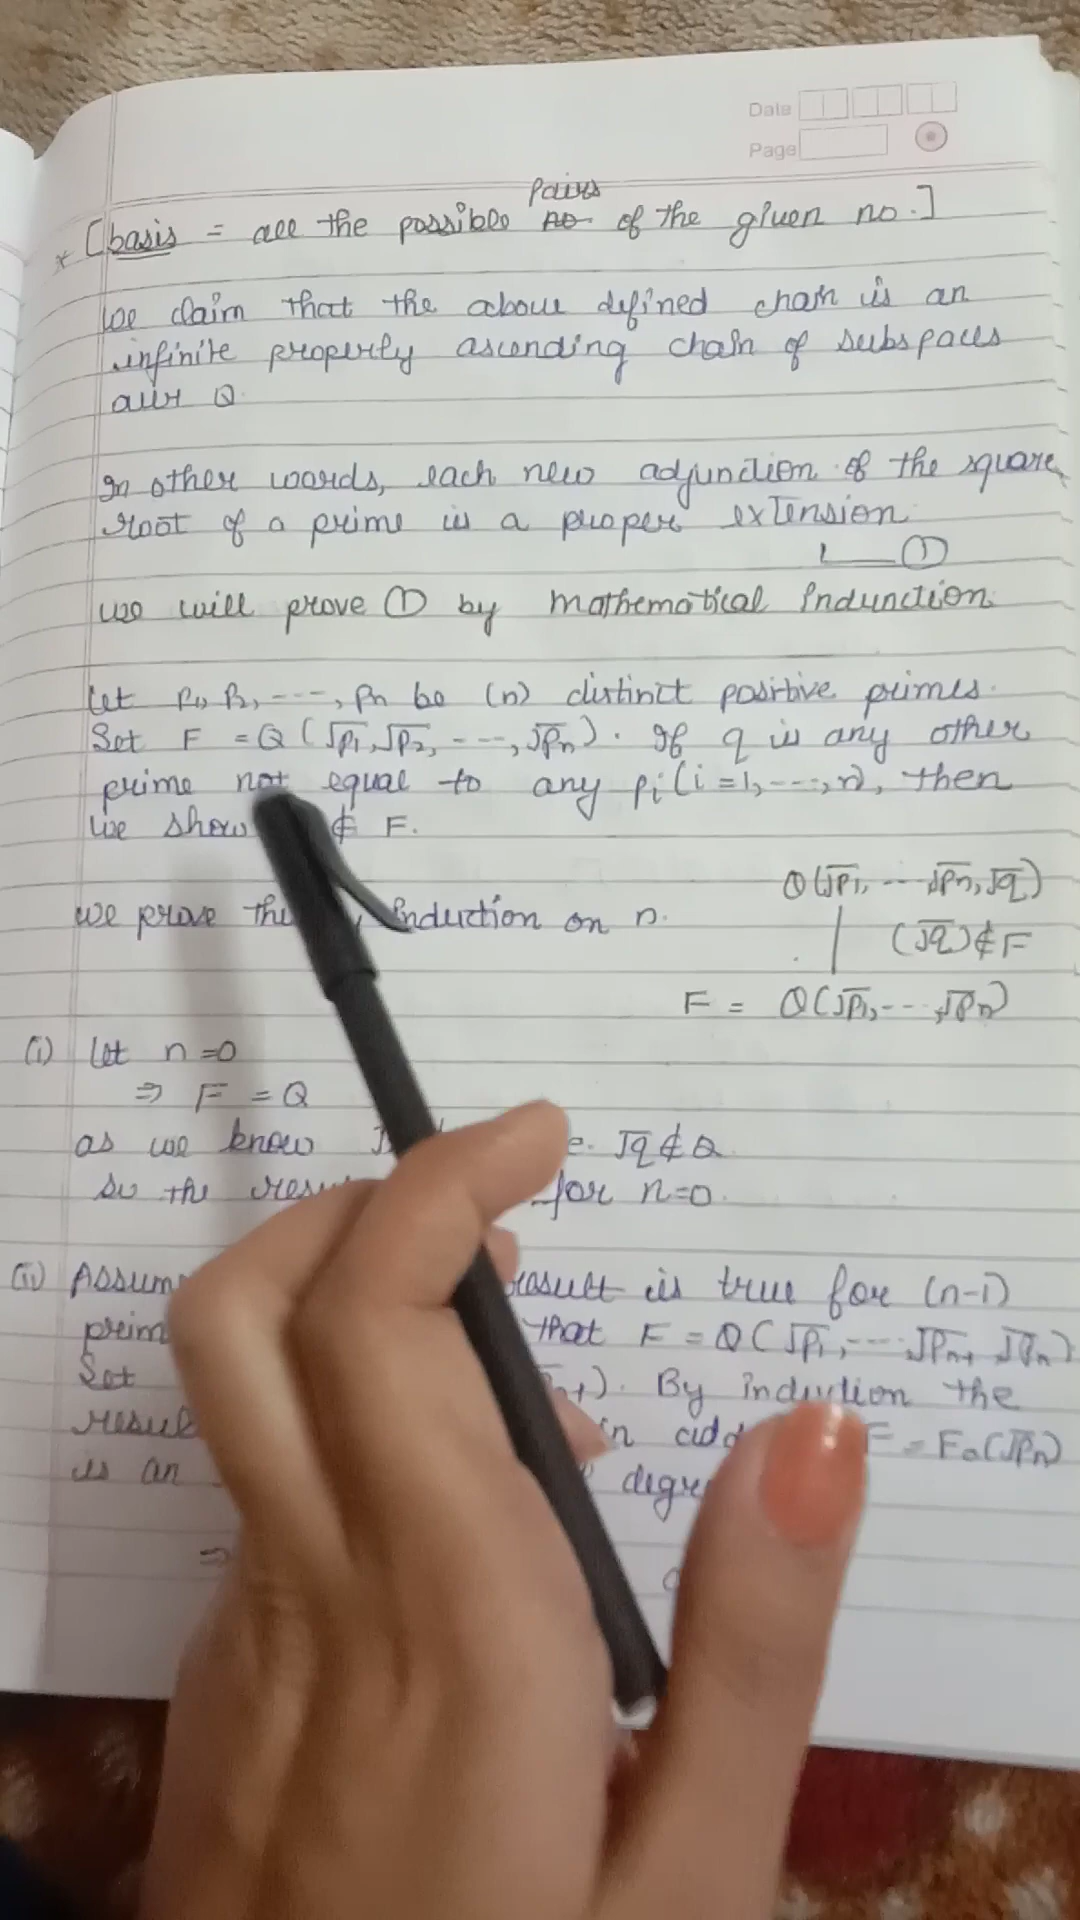 Date
Page
Pairs
* [basis = all the possible no of the given no.]
we claim that the above defined chain is an
infinite properly ascending chain of subspaces
over Q.
In other words, each new adjunction of the square
root of a prime is a proper extension.
①
we will prove ① by Mathematical Indunction.
Let p₁, p₂, ----, pn be (n) distinct positive primes.
Set F = Q(√p₁, √p₂, ----, √pn). If q is any other
prime not equal to any pi (i=1, ---, n), then
we show ∉ F.
Q(√p₁, ---√pn, √q)
we prove induction on n.
(√q) ∉ F
F = Q(√p₁, ---, √pn)
(i) Let n=0
⇒ F = Q
as we know √q ∉ Q
so the for n=0.
(ii) result is true for (n-1)
that F = Q(√p₁, ---√pn-1, √pn)
Set By induction the
F = F₀(√pn)
is an
⇒